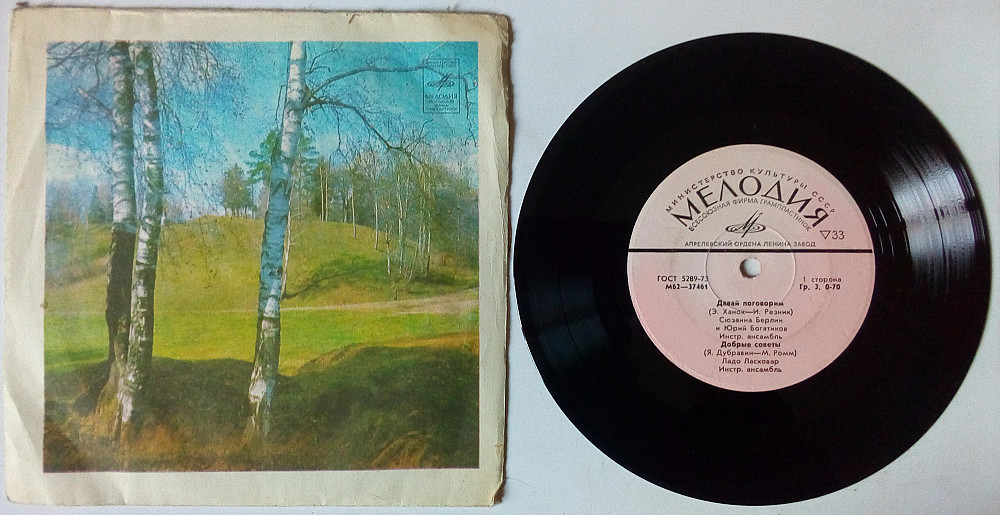 МЕЛОДИЯ
МИНИСТЕРСТВО КУЛЬТУРЫ СССР
МЕЛОДИЯ
ВСЕСОЮЗНАЯ ФИРМА ГРАМПЛАСТИНОК
▽33
АПРЕЛЕВСКИЙ ОРДЕНА ЛЕНИНА ЗАВОД
ГОСТ 5289-73
М62—37461
1 сторона
Гр. 3, 0-70
Давай поговорим
(Э. Ханок—И. Резник)
Сюзанна Берлин
и Юрий Богатиков
Инстр. ансамбль
Добрые советы
(Я. Дубравин—М. Ромм)
Ладо Ласковар
Инстр. ансамбль